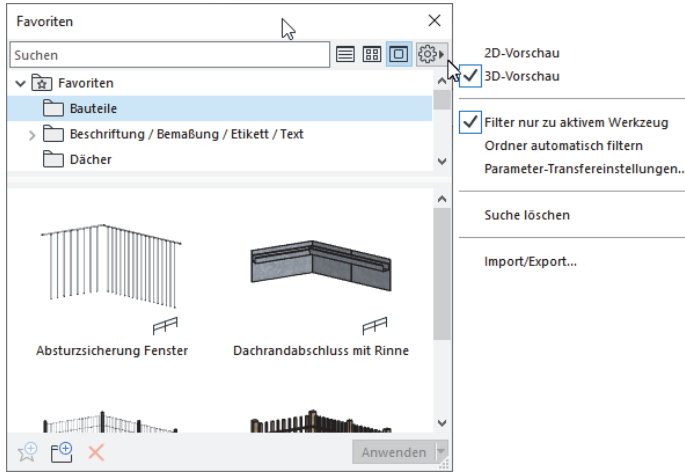 Favoriten
Suchen
Favoriten
Bauteile
Beschriftung / Bemaßung / Etikett / Text
Dächer
Absturzsicherung Fenster
Dachrandabschluss mit Rinne
Anwenden
2D-Vorschau
3D-Vorschau
Filter nur zu aktivem Werkzeug
Ordner automatisch filtern
Parameter-Transfereinstellungen...
Suche löschen
Import/Export...